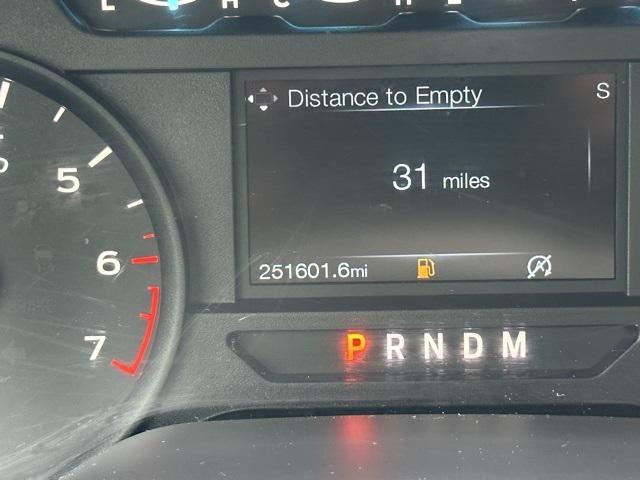 L H C H L
Distance to Empty S
31 miles
251601.6mi
5
6
7
P R N D M